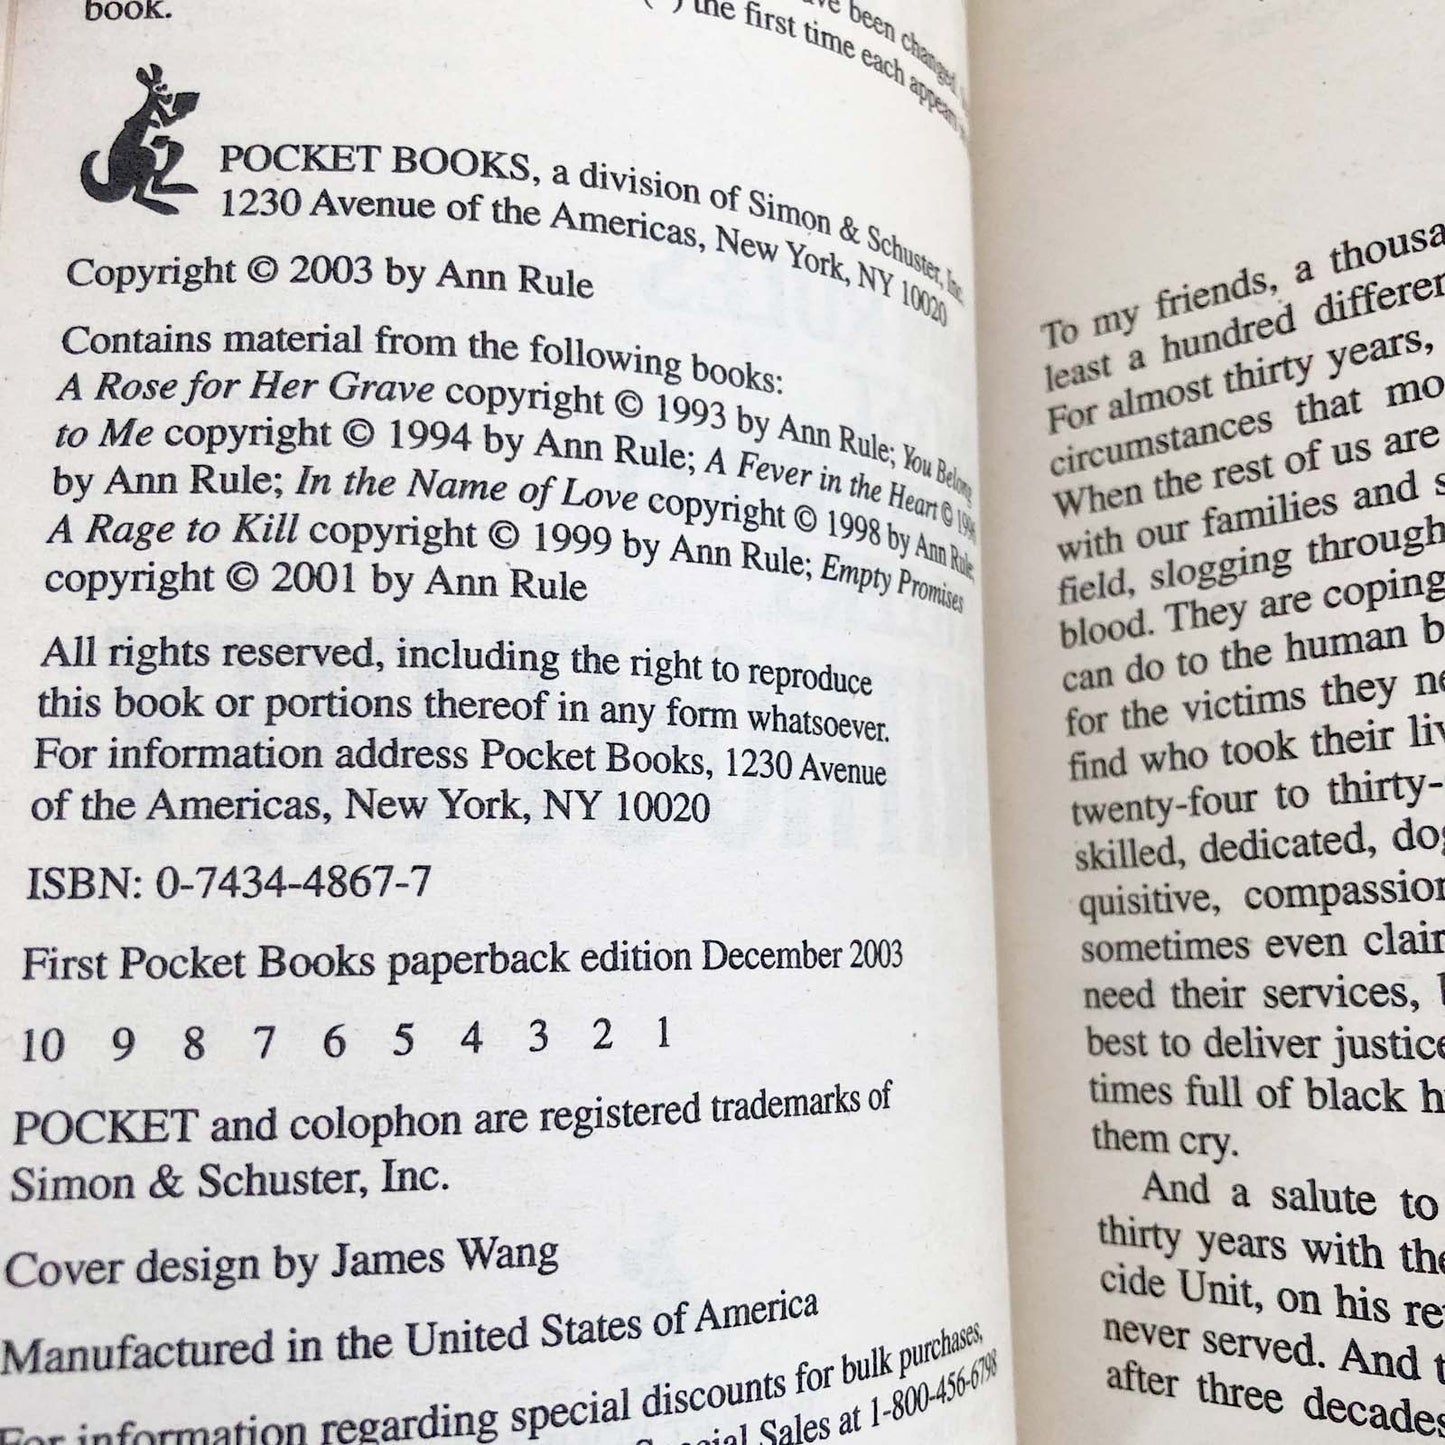 book.
been changed
the first time each appears
POCKET BOOKS, a division of Simon & Schuster, Inc.
1230 Avenue of the Americas, New York, NY 10020
Copyright © 2003 by Ann Rule
Contains material from the following books:
A Rose for Her Grave copyright © 1993 by Ann Rule; You Belong
to Me copyright © 1994 by Ann Rule; A Fever in the Heart ©
by Ann Rule; In the Name of Love copyright © 1998 by Ann Rule;
A Rage to Kill copyright © 1999 by Ann Rule; Empty Promises
copyright © 2001 by Ann Rule
All rights reserved, including the right to reproduce
this book or portions thereof in any form whatsoever.
For information address Pocket Books, 1230 Avenue
of the Americas, New York, NY 10020
ISBN: 0-7434-4867-7
First Pocket Books paperback edition December 2003
10 9 8 7 6 5 4 3 2 1
POCKET and colophon are registered trademarks of
Simon & Schuster, Inc.
Cover design by James Wang
Manufactured in the United States of America
For information regarding special discounts for bulk purchases,
Special Sales at 1-800-456-6798
To my friends, a thousa
least a hundred differen
For almost thirty years,
circumstances that mo
When the rest of us are
with our families and s
field, slogging through
blood. They are coping
can do to the human b
for the victims they ne
find who took their liv
twenty-four to thirty-
skilled, dedicated, dog
quisitive, compassion
sometimes even clair
need their services,
best to deliver justice
times full of black h
them cry.
And a salute to
thirty years with the
cide Unit, on his re
never served. And t
after three decades